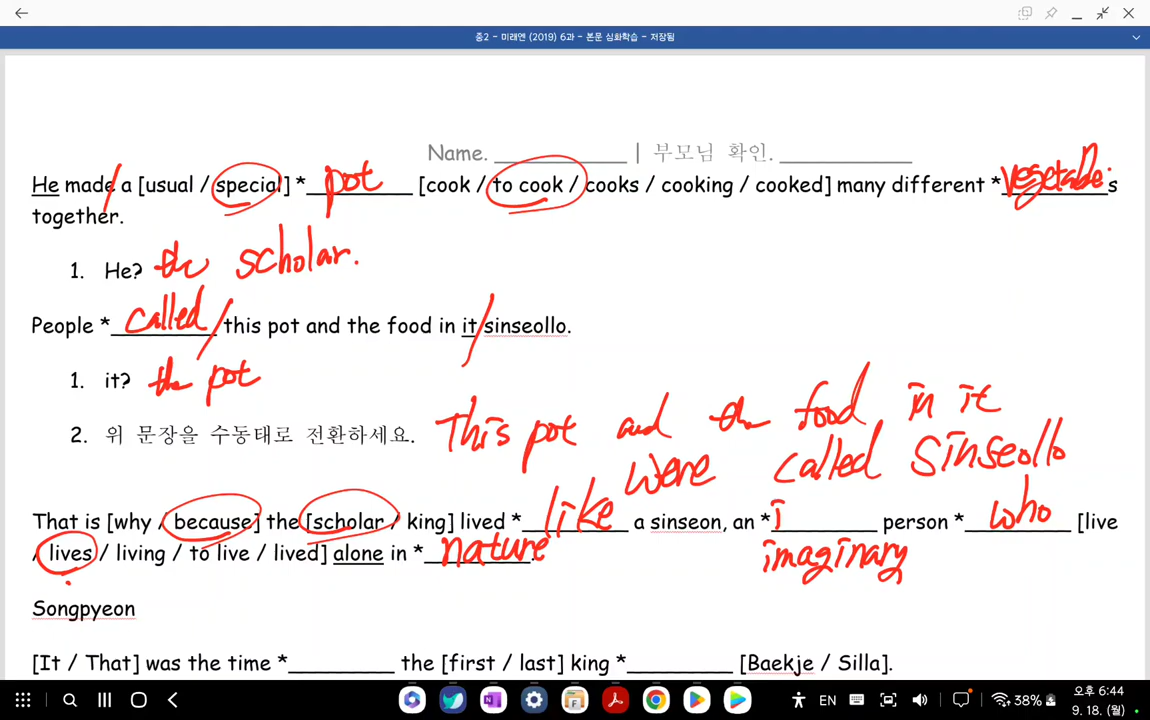 중2 - 미래엔 (2019) 6과 - 본문 심화학습 - 저장됨
Name. ____________ | 부모님 확인. ____________
He made / a [usual / special] * pot [cook / to cook / cooks / cooking / cooked] many different * vegetables
together.
1. He? the scholar.
People * called / this pot and the food in it / sinseollo.
1. it? the pot
2. 위 문장을 수동태로 전환하세요. This pot and the food in it
were called sinseollo
That is [why / because] the [scholar / king] lived * like a sinseon, an * i person * who [live
/ lives / living / to live / lived] alone in * nature. imaginary
Songpyeon
[It / That] was the time *__________ the [first / last] king *__________ [Baekje / Silla].
EN 38% 오후 6:44
9. 18. (월)